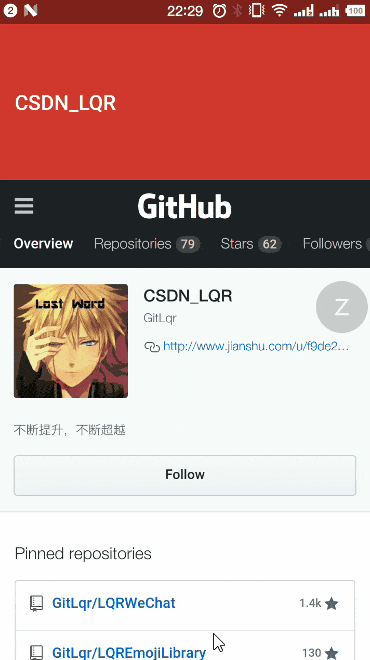 2 N 22:29 100
CSDN_LQR
GitHub
Overview Repositories 79 Stars 62 Followers
Lost Word
CSDN_LQR
GitLqr
http://www.jianshu.com/u/f9de2...
Z
不断提升，不断超越
Follow
Pinned repositories
GitLqr/LQRWeChat 1.4k
GitLqr/LQREmojiLibrary 130